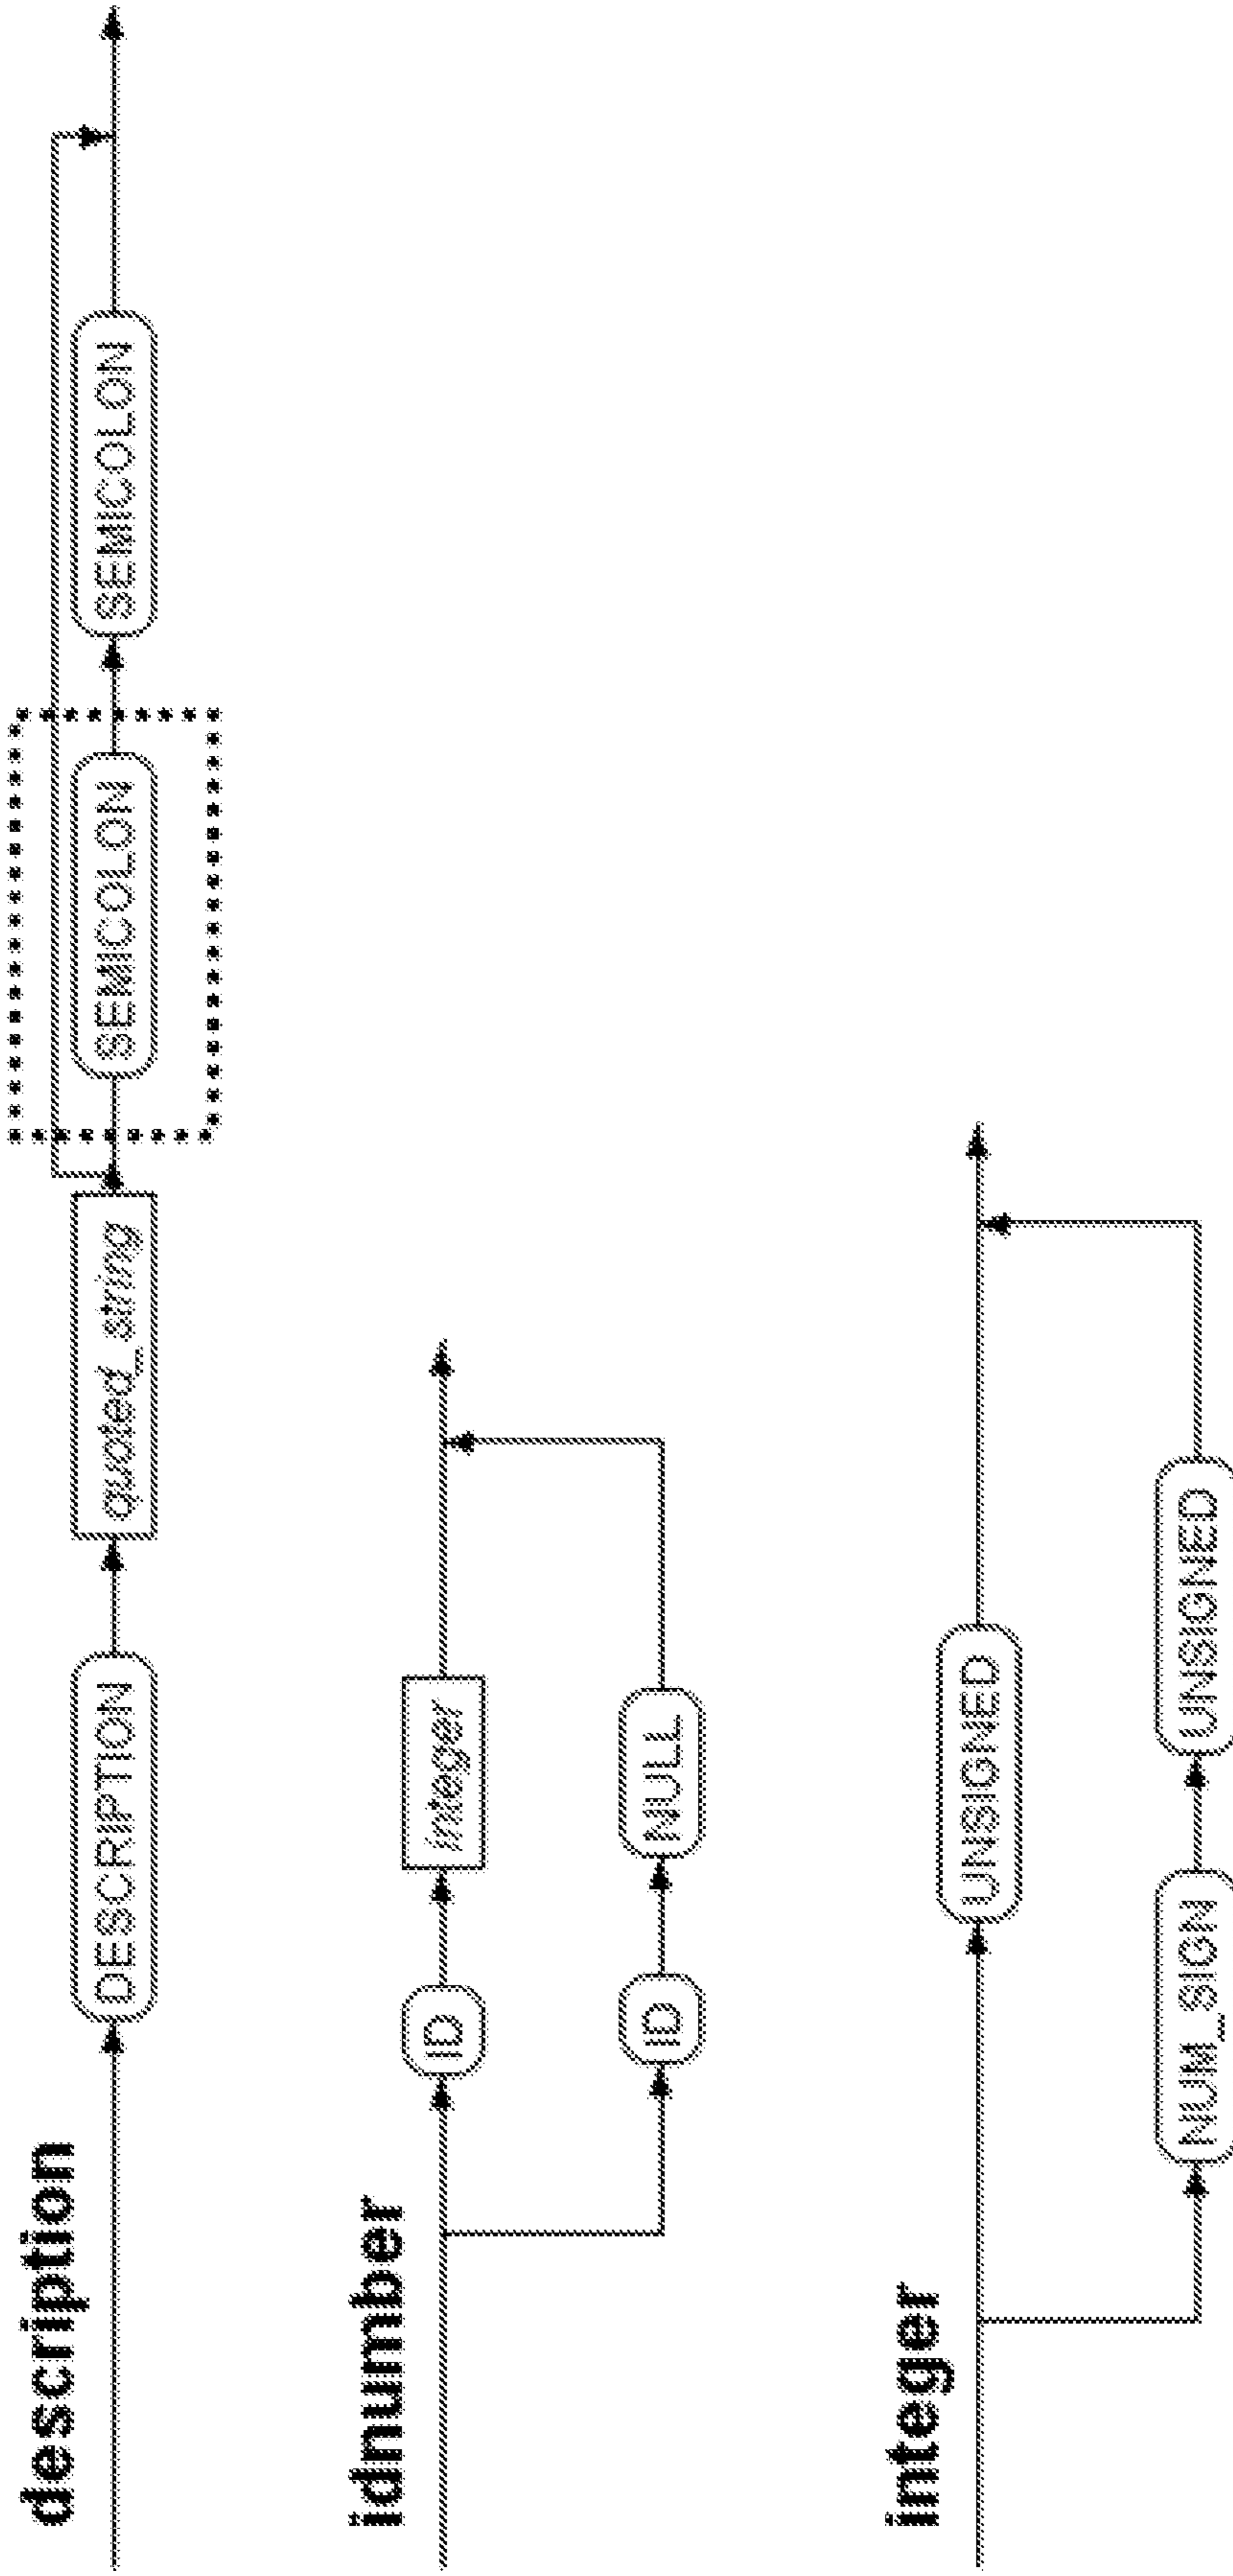 description
DESCRIPTION quoted_string SEMICOLON SEMICOLON
idnumber
ID integer
ID NULL
integer
UNSIGNED
NUM_SIGN UNSIGNED